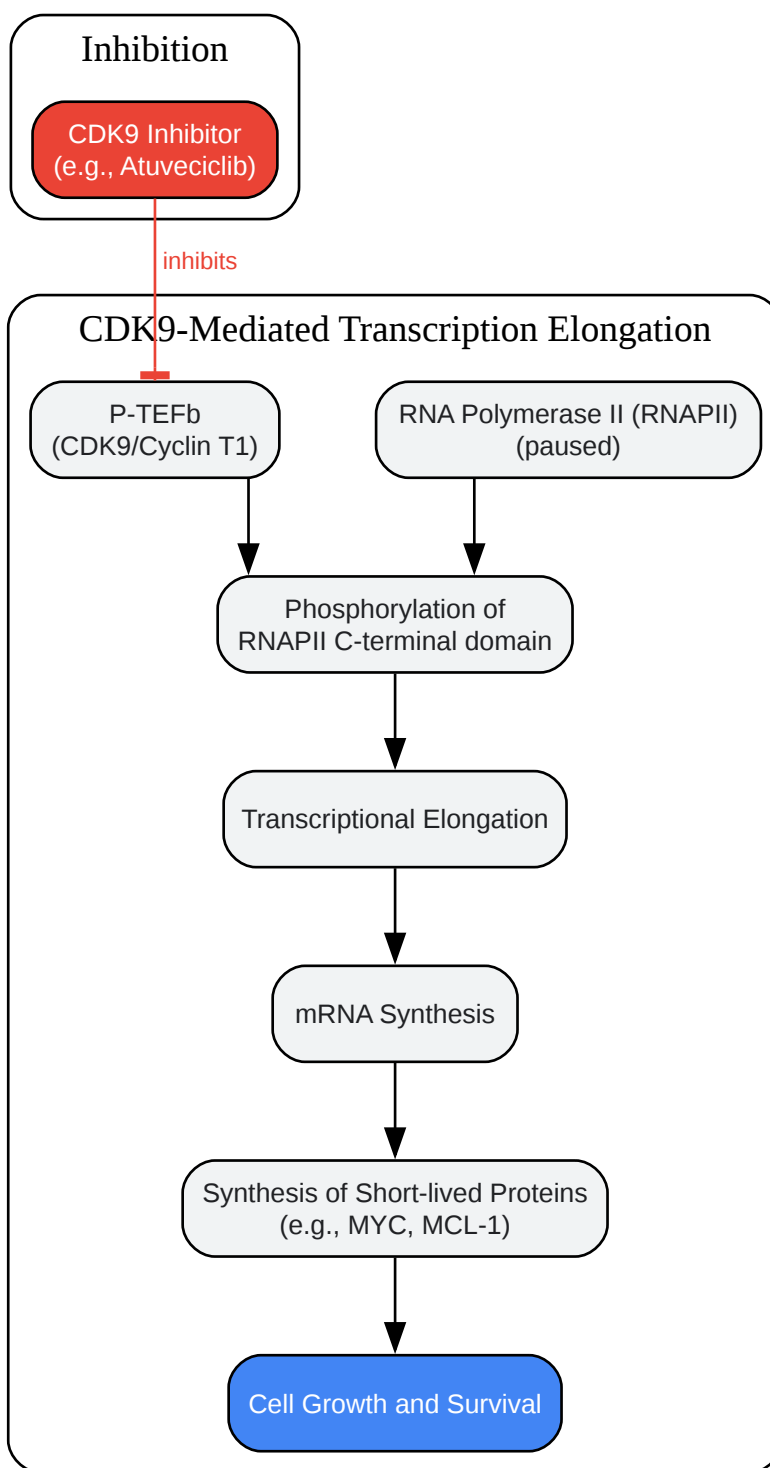 Inhibition
CDK9 Inhibitor
(e.g., Atuveciclib)
inhibits
CDK9-Mediated Transcription Elongation
P-TEFb
(CDK9/Cyclin T1)
RNA Polymerase II (RNAPII)
(paused)
Phosphorylation of
RNAPII C-terminal domain
Transcriptional Elongation
mRNA Synthesis
Synthesis of Short-lived Proteins
(e.g., MYC, MCL-1)
Cell Growth and Survival